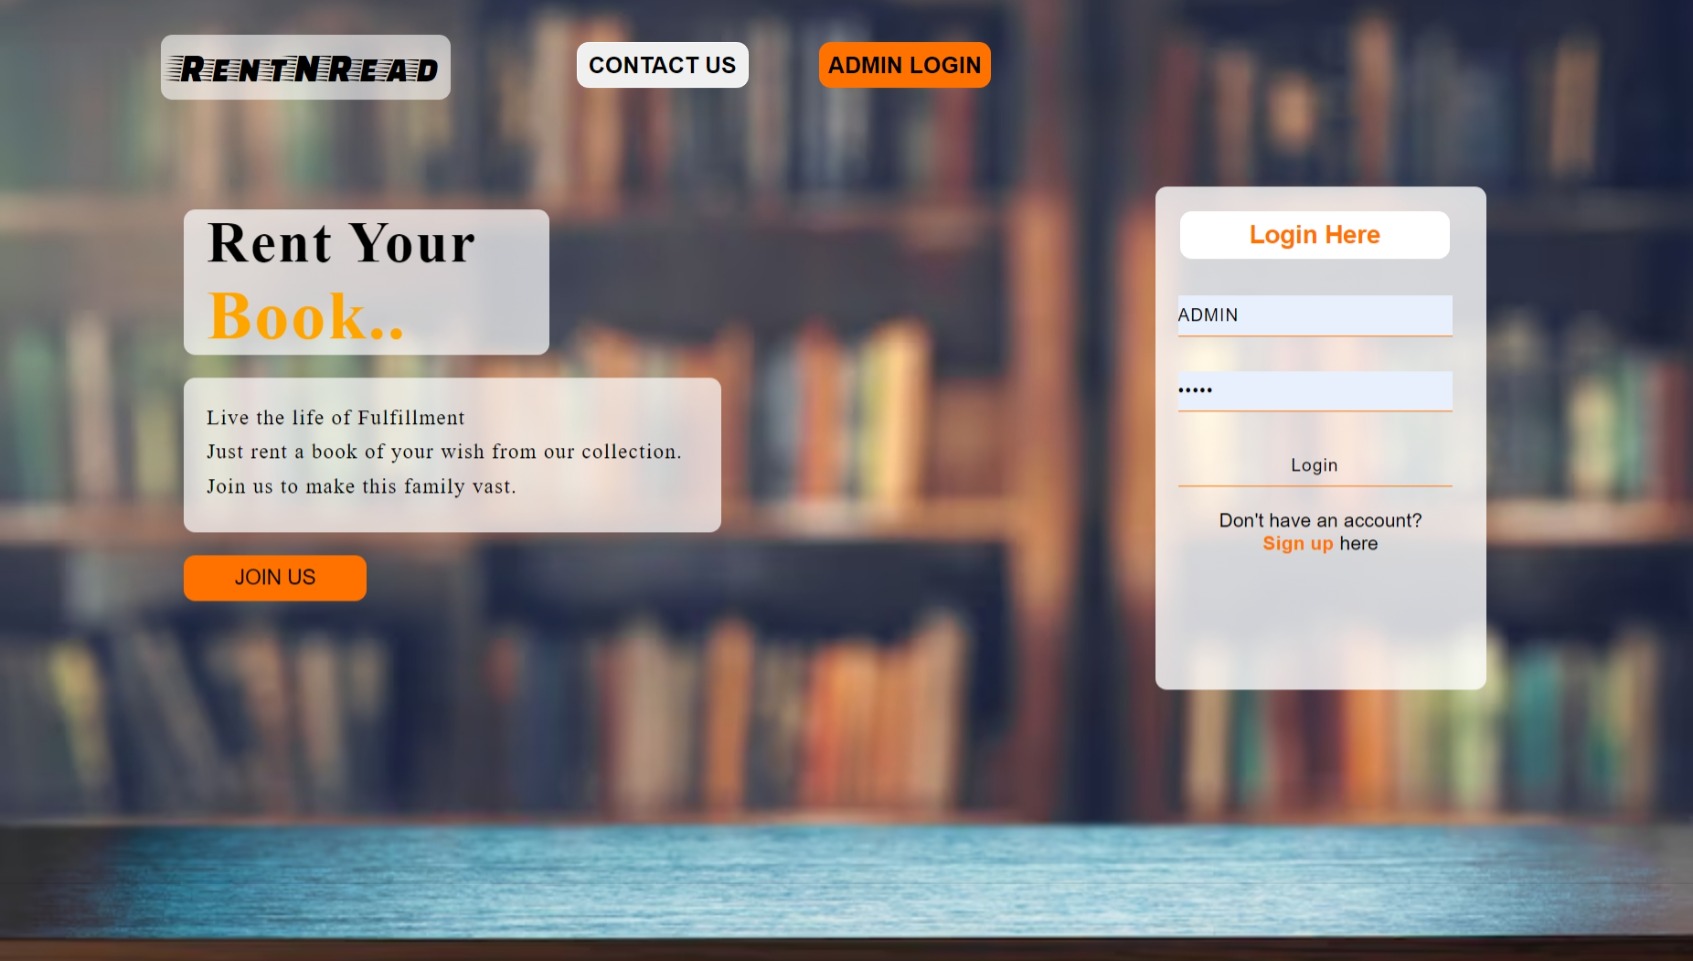 RENTNREAD
CONTACT US
ADMIN LOGIN
Rent Your
Book..
Live the life of Fulfillment
Just rent a book of your wish from our collection.
Join us to make this family vast.
JOIN US
Login Here
ADMIN
•••••
Login
Don't have an account?
Sign up here